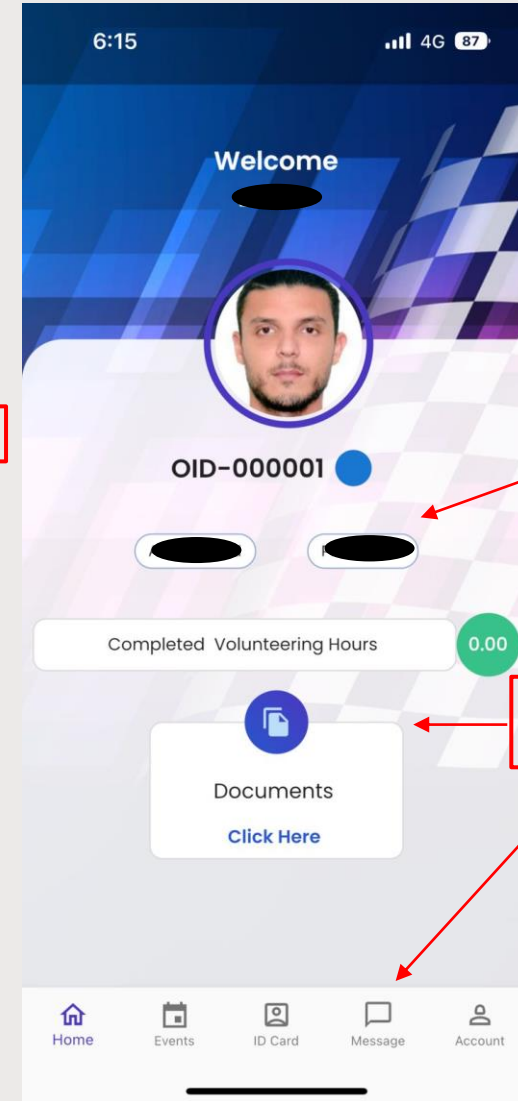 6:15 4G 87
Welcome
OID-000001
Completed Volunteering Hours 0.00
Documents
Click Here
Home Events ID Card Message Account